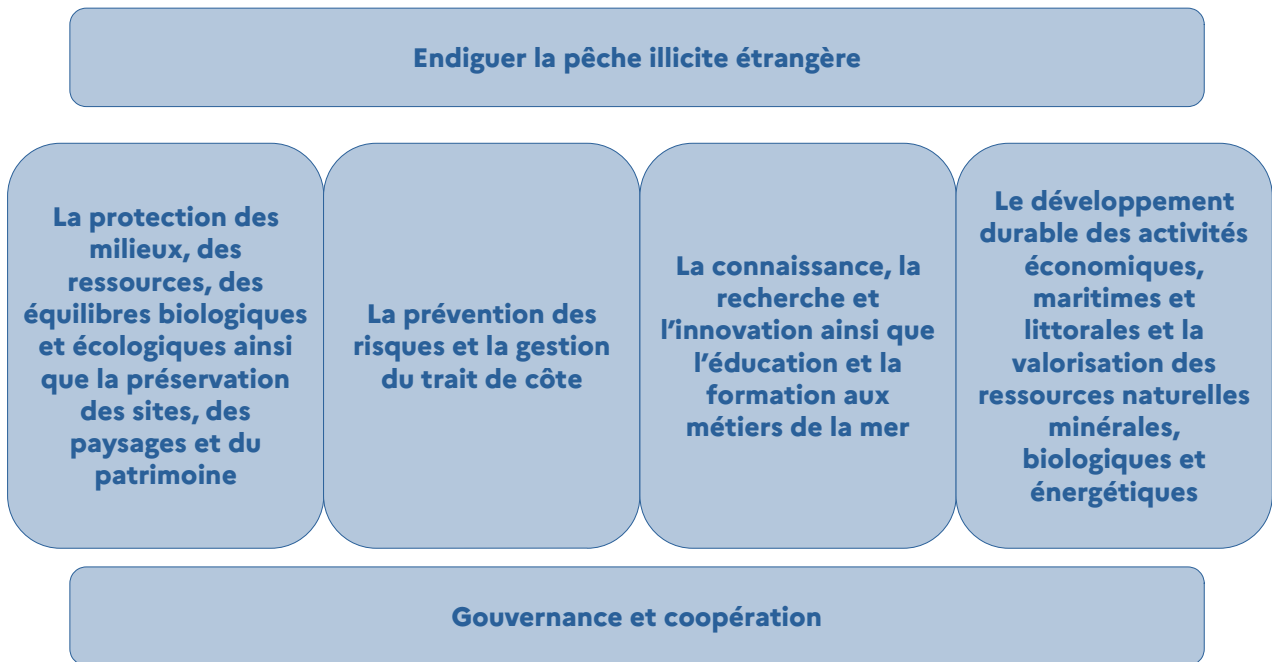 Endiguer la pêche illicite étrangère
La protection des
milieux, des
ressources, des
équilibres biologiques
et écologiques ainsi
que la préservation
des sites, des
paysages et du
patrimoine
La prévention des
risques et la gestion
du trait de côte
La connaissance, la
recherche et
l'innovation ainsi que
l'éducation et la
formation aux
métiers de la mer
Le développement
durable des activités
économiques,
maritimes et
littorales et la
valorisation des
ressources naturelles
minérales,
biologiques et
énergétiques
Gouvernance et coopération